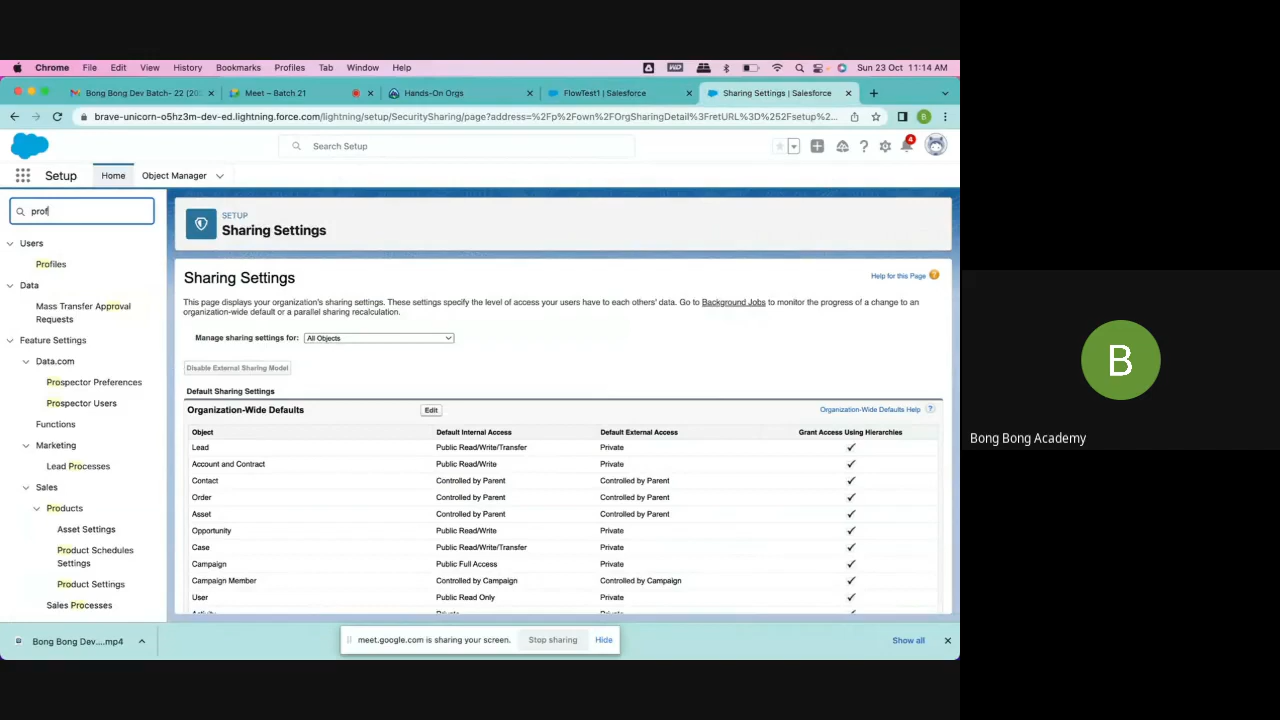 Chrome File Edit View History Bookmarks Profiles Tab Window Help Sun 23 Oct 11:14 AM
Bong Bong Dev Batch- 22 (20 Meet – Batch 21 Hands-On Orgs FlowTest1 | Salesforce Sharing Settings | Salesforce
brave-unicorn-o5hz3m-dev-ed.lightning.force.com/lightning/setup/SecuritySharing/page?address=%2Fp%2Fown%2FOrgSharingDetail%3FretURL%3D%252Fsetup%2... B
Search Setup 4
Setup Home Object Manager
prof
Users
Profiles
Data
Mass Transfer Approval
Requests
Feature Settings
Data.com
Prospector Preferences
Prospector Users
Functions
Marketing
Lead Processes
Sales
Products
Asset Settings
Product Schedules
Settings
Product Settings
Sales Processes
SETUP
Sharing Settings
Sharing Settings
Help for this Page ?
This page displays your organization's sharing settings. These settings specify the level of access your users have to each others' data. Go to Background Jobs to monitor the progress of a change to an
organization-wide default or a parallel sharing recalculation.
Manage sharing settings for: All Objects
Disable External Sharing Model
Default Sharing Settings
Organization-Wide Defaults Edit Organization-Wide Defaults Help ?
Object Default Internal Access Default External Access Grant Access Using Hierarchies
Lead Public Read/Write/Transfer Private
Account and Contract Public Read/Write Private
Contact Controlled by Parent Controlled by Parent
Order Controlled by Parent Controlled by Parent
Asset Controlled by Parent Controlled by Parent
Opportunity Public Read/Write Private
Case Public Read/Write/Transfer Private
Campaign Public Full Access Private
Campaign Member Controlled by Campaign Controlled by Campaign
User Public Read Only Private
Activity Private Private
Bong Bong Dev....mp4 meet.google.com is sharing your screen. Stop sharing Hide Show all
B
Bong Bong Academy